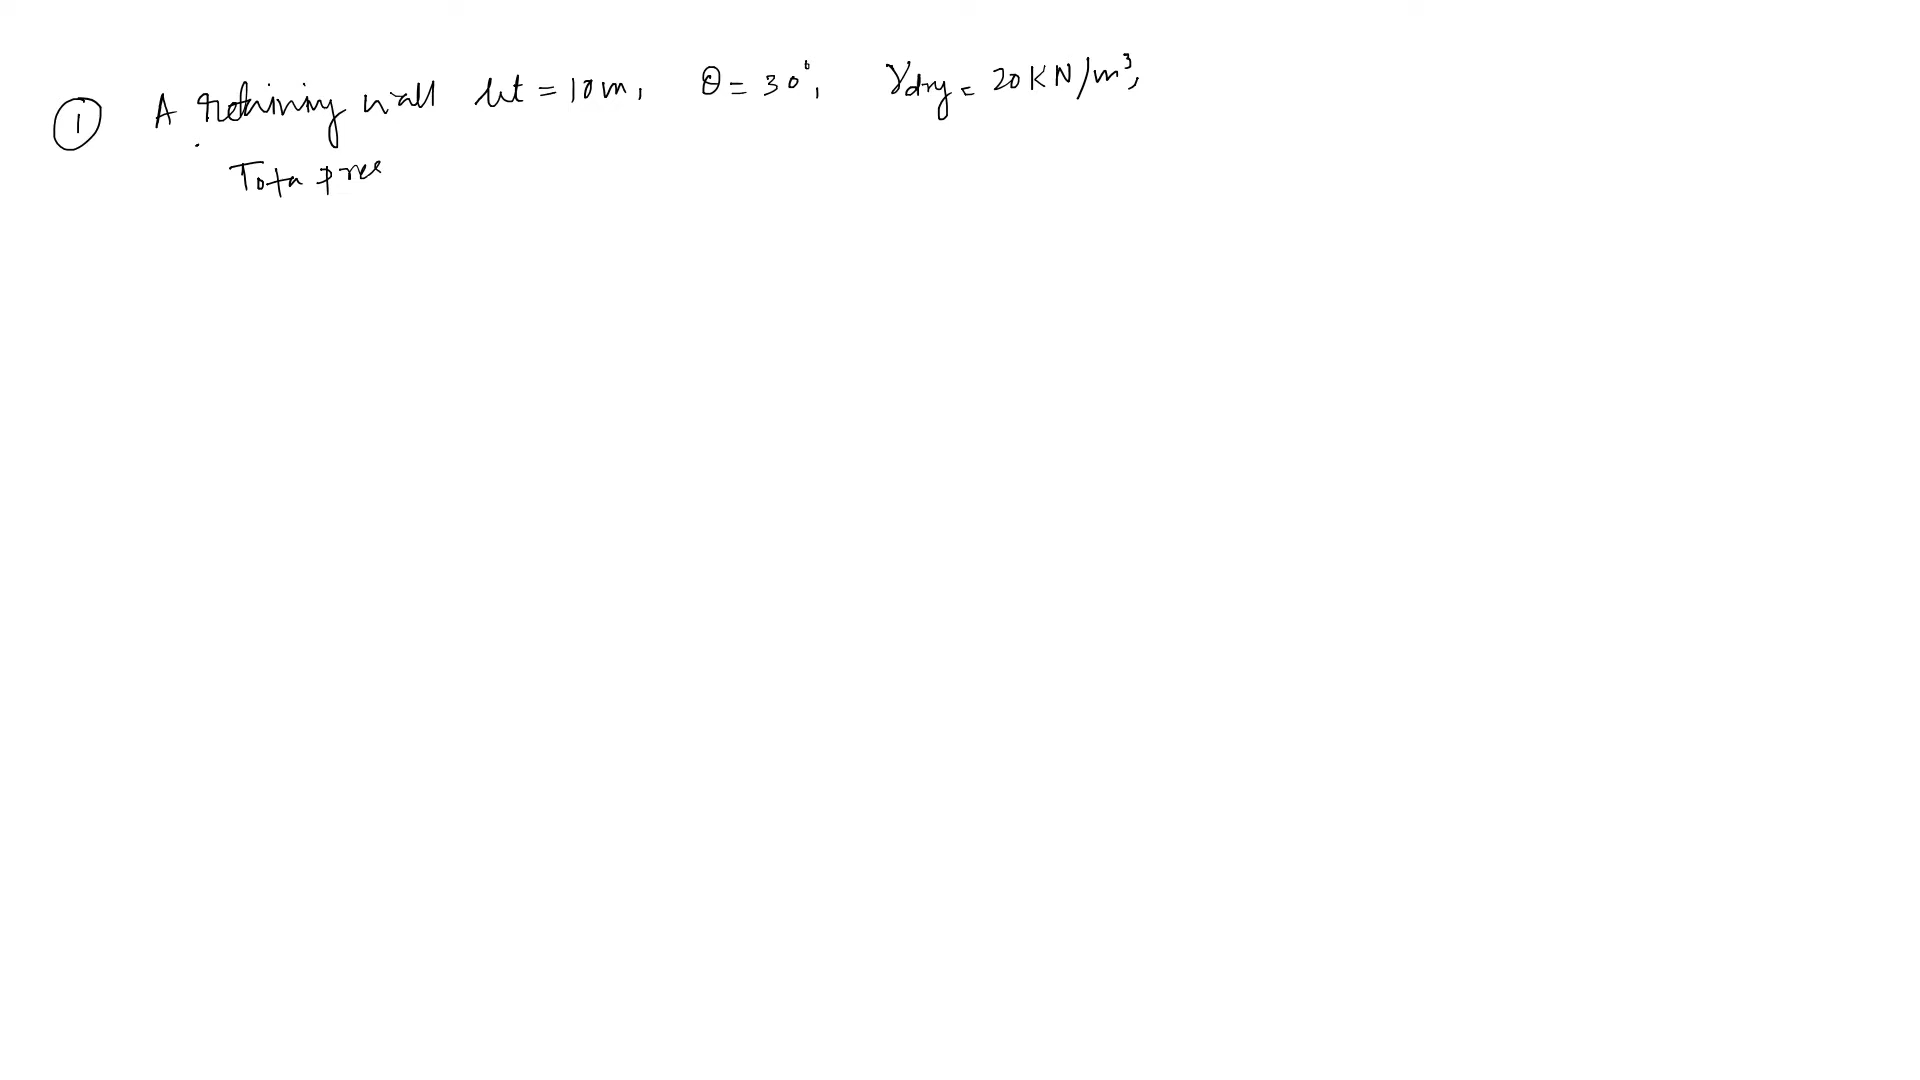 ① A retaining wall ht = 10m, θ = 30°, γdry = 20 KN/m³,
Tota pres